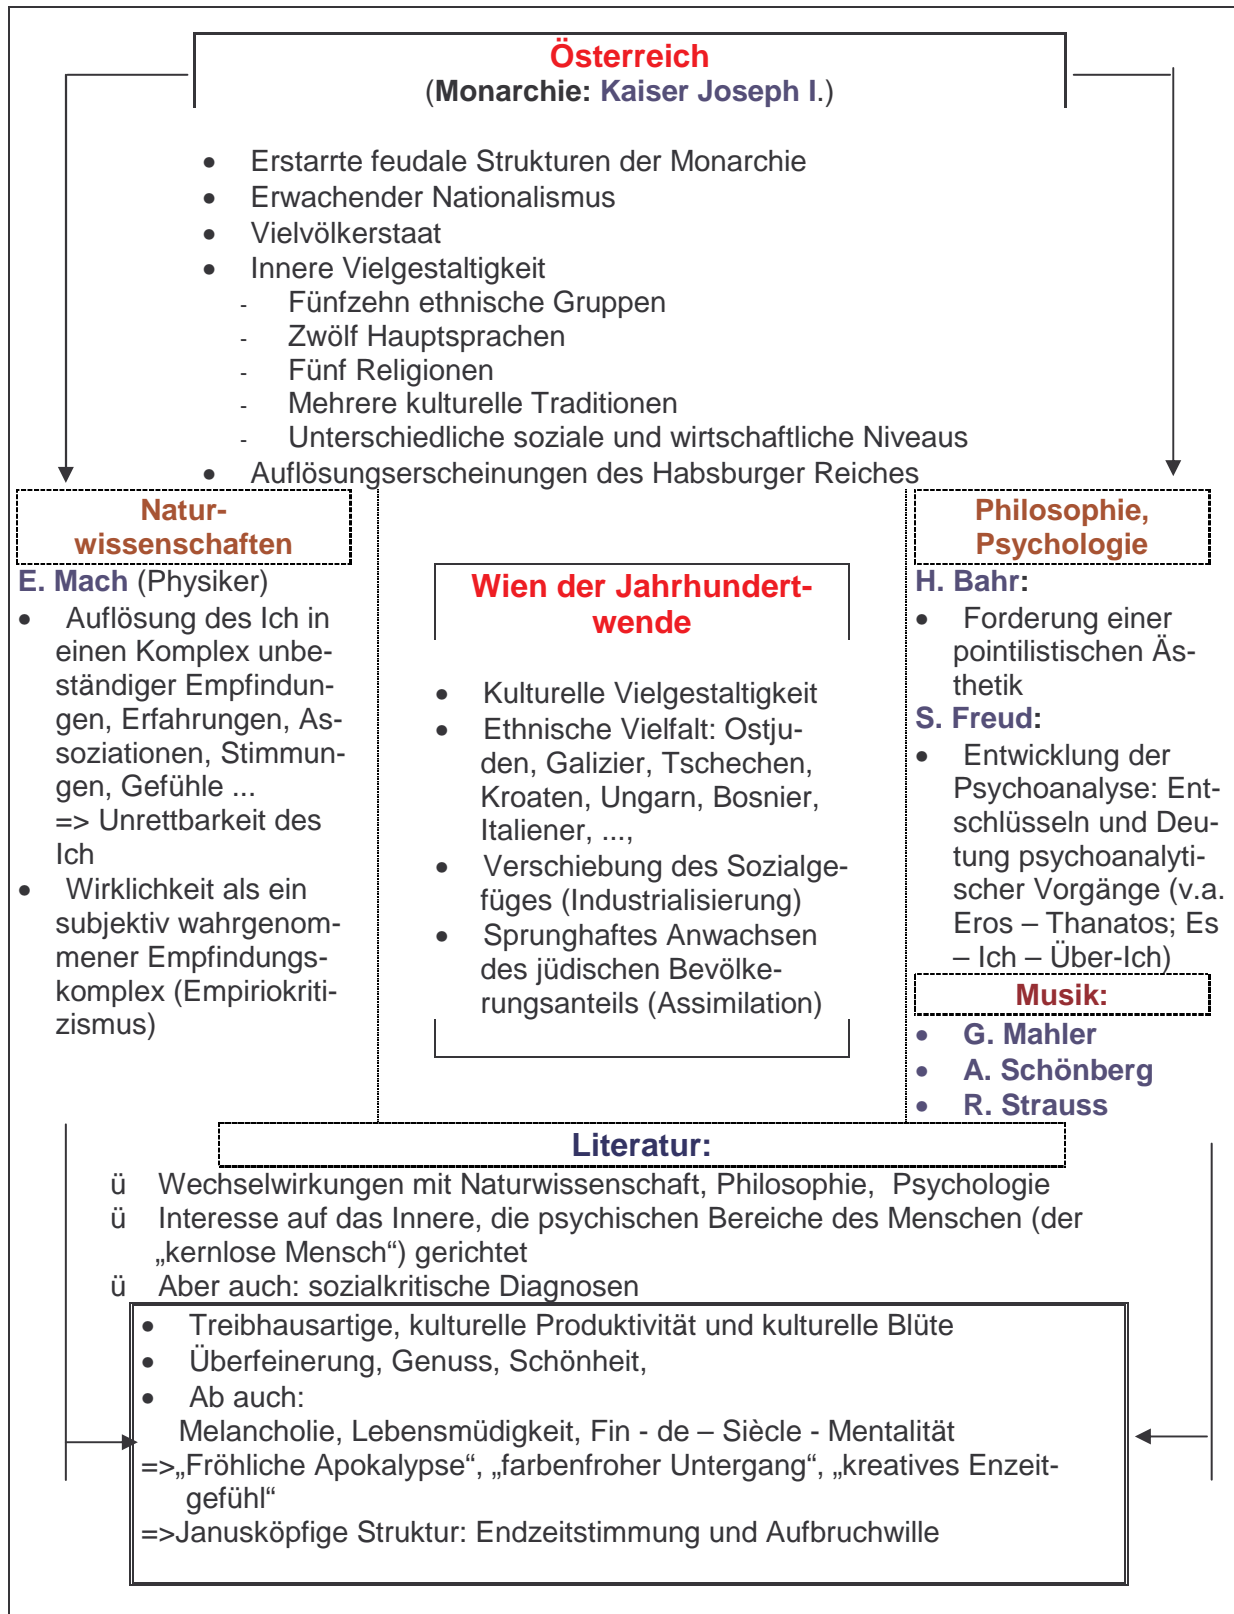 Österreich
(Monarchie: Kaiser Joseph I.)
• Erstarrte feudale Strukturen der Monarchie
• Erwachender Nationalismus
• Vielvölkerstaat
• Innere Vielgestaltigkeit
- Fünfzehn ethnische Gruppen
- Zwölf Hauptsprachen
- Fünf Religionen
- Mehrere kulturelle Traditionen
- Unterschiedliche soziale und wirtschaftliche Niveaus
• Auflösungserscheinungen des Habsburger Reiches
Natur-
wissenschaften
E. Mach (Physiker)
• Auflösung des Ich in
einen Komplex unbe-
ständiger Empfindun-
gen, Erfahrungen, As-
soziationen, Stimmun-
gen, Gefühle ...
=> Unrettbarkeit des
Ich
• Wirklichkeit als ein
subjektiv wahrgenom-
mener Empfindungs-
komplex (Empiriokriti-
zismus)
Wien der Jahrhundert-
wende
• Kulturelle Vielgestaltigkeit
• Ethnische Vielfalt: Ostju-
den, Galizier, Tschechen,
Kroaten, Ungarn, Bosnier,
Italiener, ...,
• Verschiebung des Sozialge-
füges (Industrialisierung)
• Sprunghaftes Anwachsen
des jüdischen Bevölke-
rungsanteils (Assimilation)
Philosophie,
Psychologie
H. Bahr:
• Forderung einer
pointilistischen Äs-
thetik
S. Freud:
• Entwicklung der
Psychoanalyse: Ent-
schlüsseln und Deu-
tung psychoanalyti-
scher Vorgänge (v.a.
Eros – Thanatos; Es
– Ich – Über-Ich)
Musik:
• G. Mahler
• A. Schönberg
• R. Strauss
Literatur:
ü Wechselwirkungen mit Naturwissenschaft, Philosophie, Psychologie
ü Interesse auf das Innere, die psychischen Bereiche des Menschen (der
„kernlose Mensch“) gerichtet
ü Aber auch: sozialkritische Diagnosen
• Treibhausartige, kulturelle Produktivität und kulturelle Blüte
• Überfeinerung, Genuss, Schönheit,
• Ab auch:
Melancholie, Lebensmüdigkeit, Fin - de – Siècle - Mentalität
=>„Fröhliche Apokalypse“, „farbenfroher Untergang“, „kreatives Enzeit-
gefühl“
=>Janusköpfige Struktur: Endzeitstimmung und Aufbruchwille